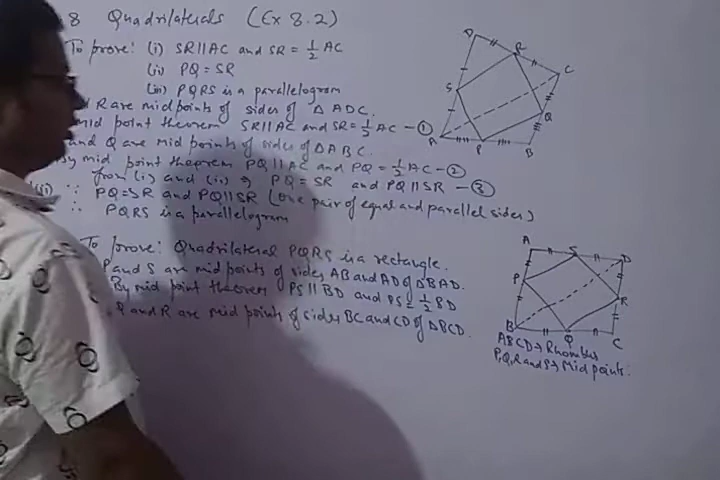 8 Quadrilaterals (Ex 8.2)
To prove: (i) SR || AC and SR = 1/2 AC
(ii) PQ = SR
(iii) PQRS is a parallelogram
R are mid points of sides of Δ ADC.
mid point theorem SR || AC and SR = 1/2 AC - ①
and Q are mid points of sides of Δ ABC.
By mid point theorem PQ || AC and PQ = 1/2 AC - ②
from (i) and (ii) ⇒ PQ = SR and PQ || SR - ③
∵ PQ = SR and PQ || SR (One pair of equal and parallel sides)
∴ PQRS is a parallelogram
To prove: Quadrilateral PQRS is a rectangle.
P and S are mid points of sides AB and AD of Δ BAD.
By mid point theorem PS || BD and PS = 1/2 BD
Q and R are mid points of sides BC and CD of Δ BCD.
D
R
C
S
Q
A
P
B
A
S
D
P
R
B
Q
C
ABCD → Rhombus
P, Q, R and S → Mid points.